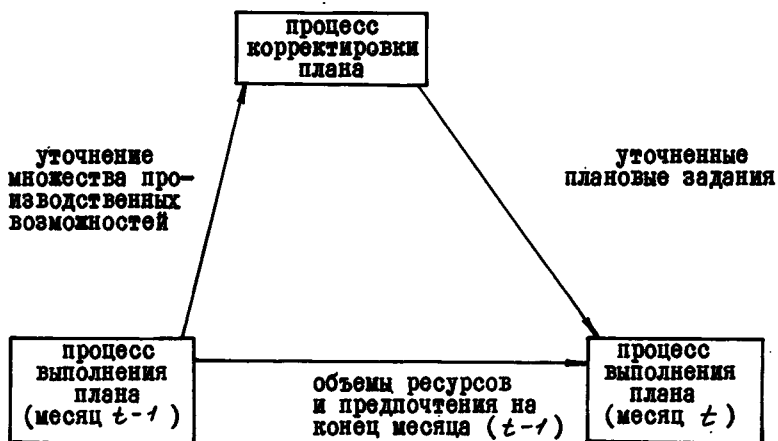 процесс
корректировки
плана
уточнение
множества про-
изводственных
возможностей
уточненные
плановые задания
процесс
выполнения
плана
(месяц t-1)
объемы ресурсов
и предпочтения на
конец месяца (t-1)
процесс
выполнения
плана
(месяц t)